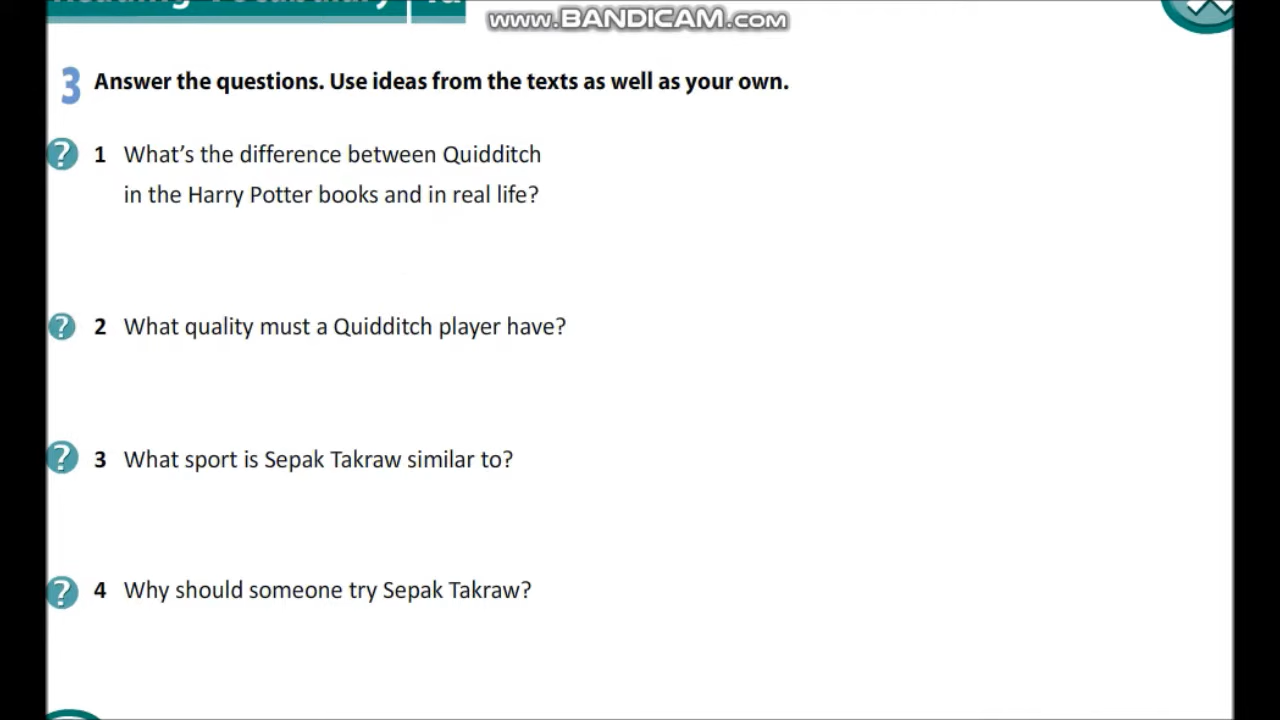 www.BANDICAM.com
3 Answer the questions. Use ideas from the texts as well as your own.
? 1 What's the difference between Quidditch
in the Harry Potter books and in real life?
? 2 What quality must a Quidditch player have?
? 3 What sport is Sepak Takraw similar to?
? 4 Why should someone try Sepak Takraw?